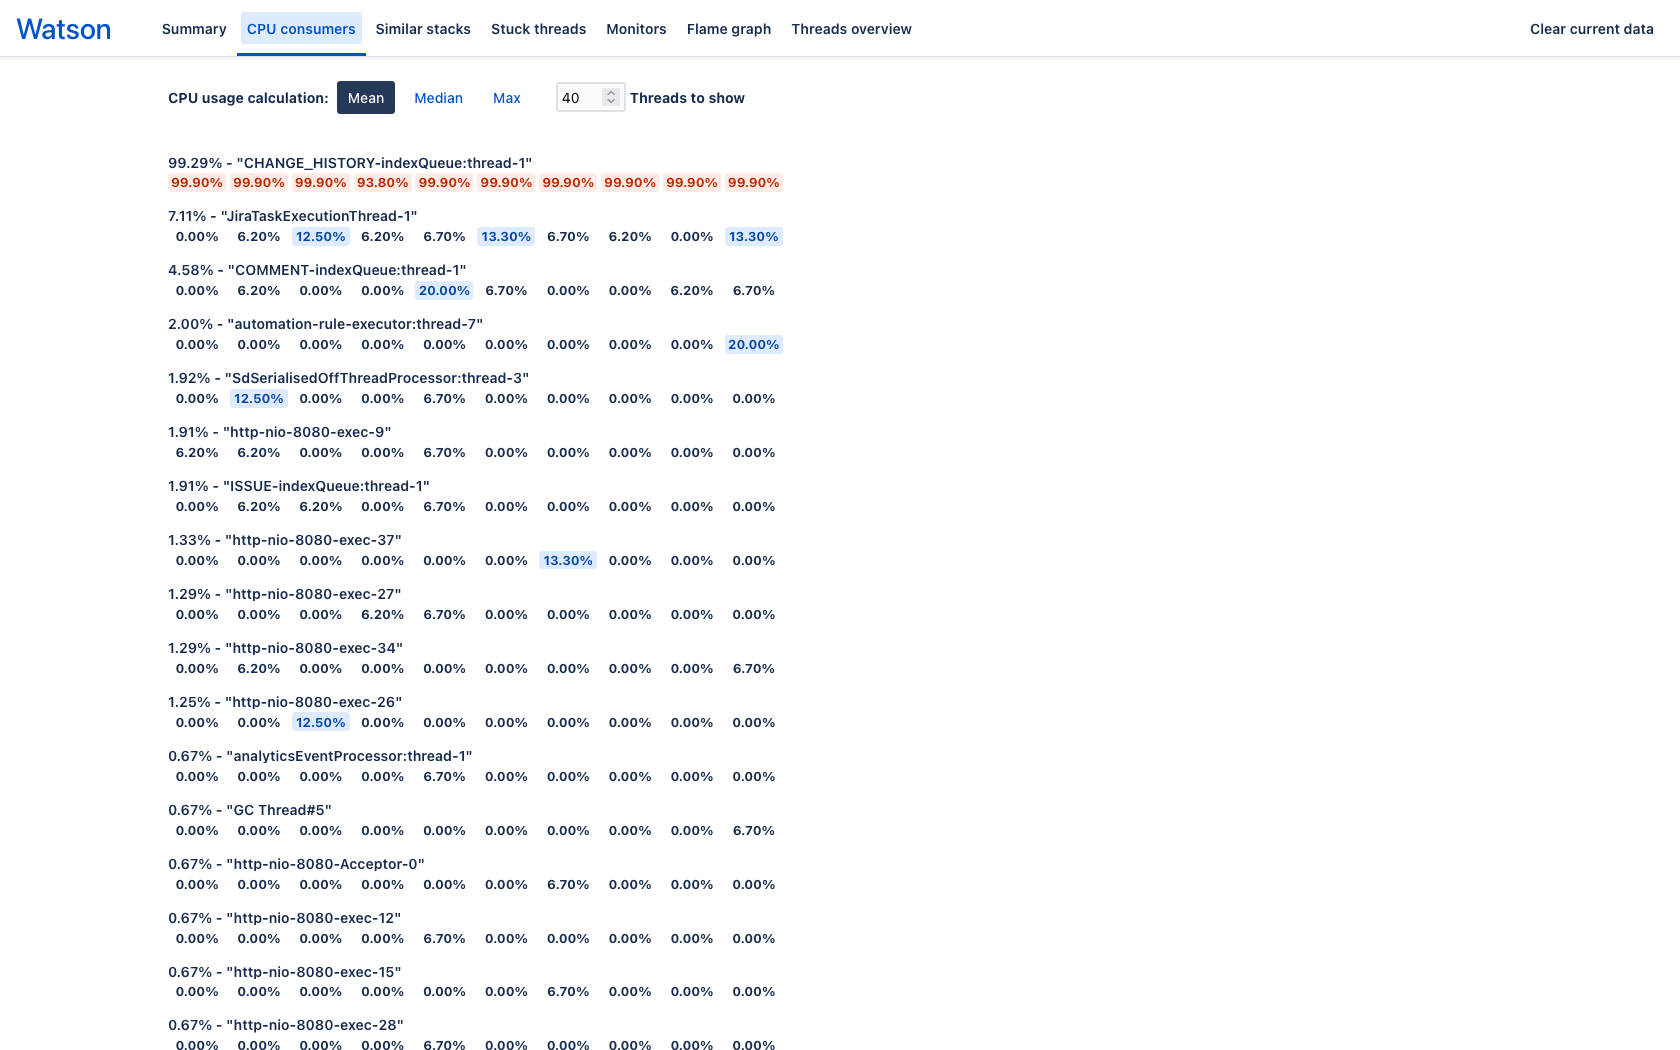 Watson Summary CPU consumers Similar stacks Stuck threads Monitors Flame graph Threads overview Clear current data
CPU usage calculation: Mean Median Max 40 Threads to show
99.29% - "CHANGE_HISTORY-indexQueue:thread-1"
99.90% 99.90% 99.90% 93.80% 99.90% 99.90% 99.90% 99.90% 99.90% 99.90%
7.11% - "JiraTaskExecutionThread-1"
0.00% 6.20% 12.50% 6.20% 6.70% 13.30% 6.70% 6.20% 0.00% 13.30%
4.58% - "COMMENT-indexQueue:thread-1"
0.00% 6.20% 0.00% 0.00% 20.00% 6.70% 0.00% 0.00% 6.20% 6.70%
2.00% - "automation-rule-executor:thread-7"
0.00% 0.00% 0.00% 0.00% 0.00% 0.00% 0.00% 0.00% 0.00% 20.00%
1.92% - "SdSerialisedOffThreadProcessor:thread-3"
0.00% 12.50% 0.00% 0.00% 6.70% 0.00% 0.00% 0.00% 0.00% 0.00%
1.91% - "http-nio-8080-exec-9"
6.20% 6.20% 0.00% 0.00% 6.70% 0.00% 0.00% 0.00% 0.00% 0.00%
1.91% - "ISSUE-indexQueue:thread-1"
0.00% 6.20% 6.20% 0.00% 6.70% 0.00% 0.00% 0.00% 0.00% 0.00%
1.33% - "http-nio-8080-exec-37"
0.00% 0.00% 0.00% 0.00% 0.00% 0.00% 13.30% 0.00% 0.00% 0.00%
1.29% - "http-nio-8080-exec-27"
0.00% 0.00% 0.00% 6.20% 6.70% 0.00% 0.00% 0.00% 0.00% 0.00%
1.29% - "http-nio-8080-exec-34"
0.00% 6.20% 0.00% 0.00% 0.00% 0.00% 0.00% 0.00% 0.00% 6.70%
1.25% - "http-nio-8080-exec-26"
0.00% 0.00% 12.50% 0.00% 0.00% 0.00% 0.00% 0.00% 0.00% 0.00%
0.67% - "analyticsEventProcessor:thread-1"
0.00% 0.00% 0.00% 0.00% 6.70% 0.00% 0.00% 0.00% 0.00% 0.00%
0.67% - "GC Thread#5"
0.00% 0.00% 0.00% 0.00% 0.00% 0.00% 0.00% 0.00% 0.00% 6.70%
0.67% - "http-nio-8080-Acceptor-0"
0.00% 0.00% 0.00% 0.00% 0.00% 0.00% 6.70% 0.00% 0.00% 0.00%
0.67% - "http-nio-8080-exec-12"
0.00% 0.00% 0.00% 0.00% 6.70% 0.00% 0.00% 0.00% 0.00% 0.00%
0.67% - "http-nio-8080-exec-15"
0.00% 0.00% 0.00% 0.00% 0.00% 0.00% 6.70% 0.00% 0.00% 0.00%
0.67% - "http-nio-8080-exec-28"
0.00% 0.00% 0.00% 0.00% 6.70% 0.00% 0.00% 0.00% 0.00% 0.00%